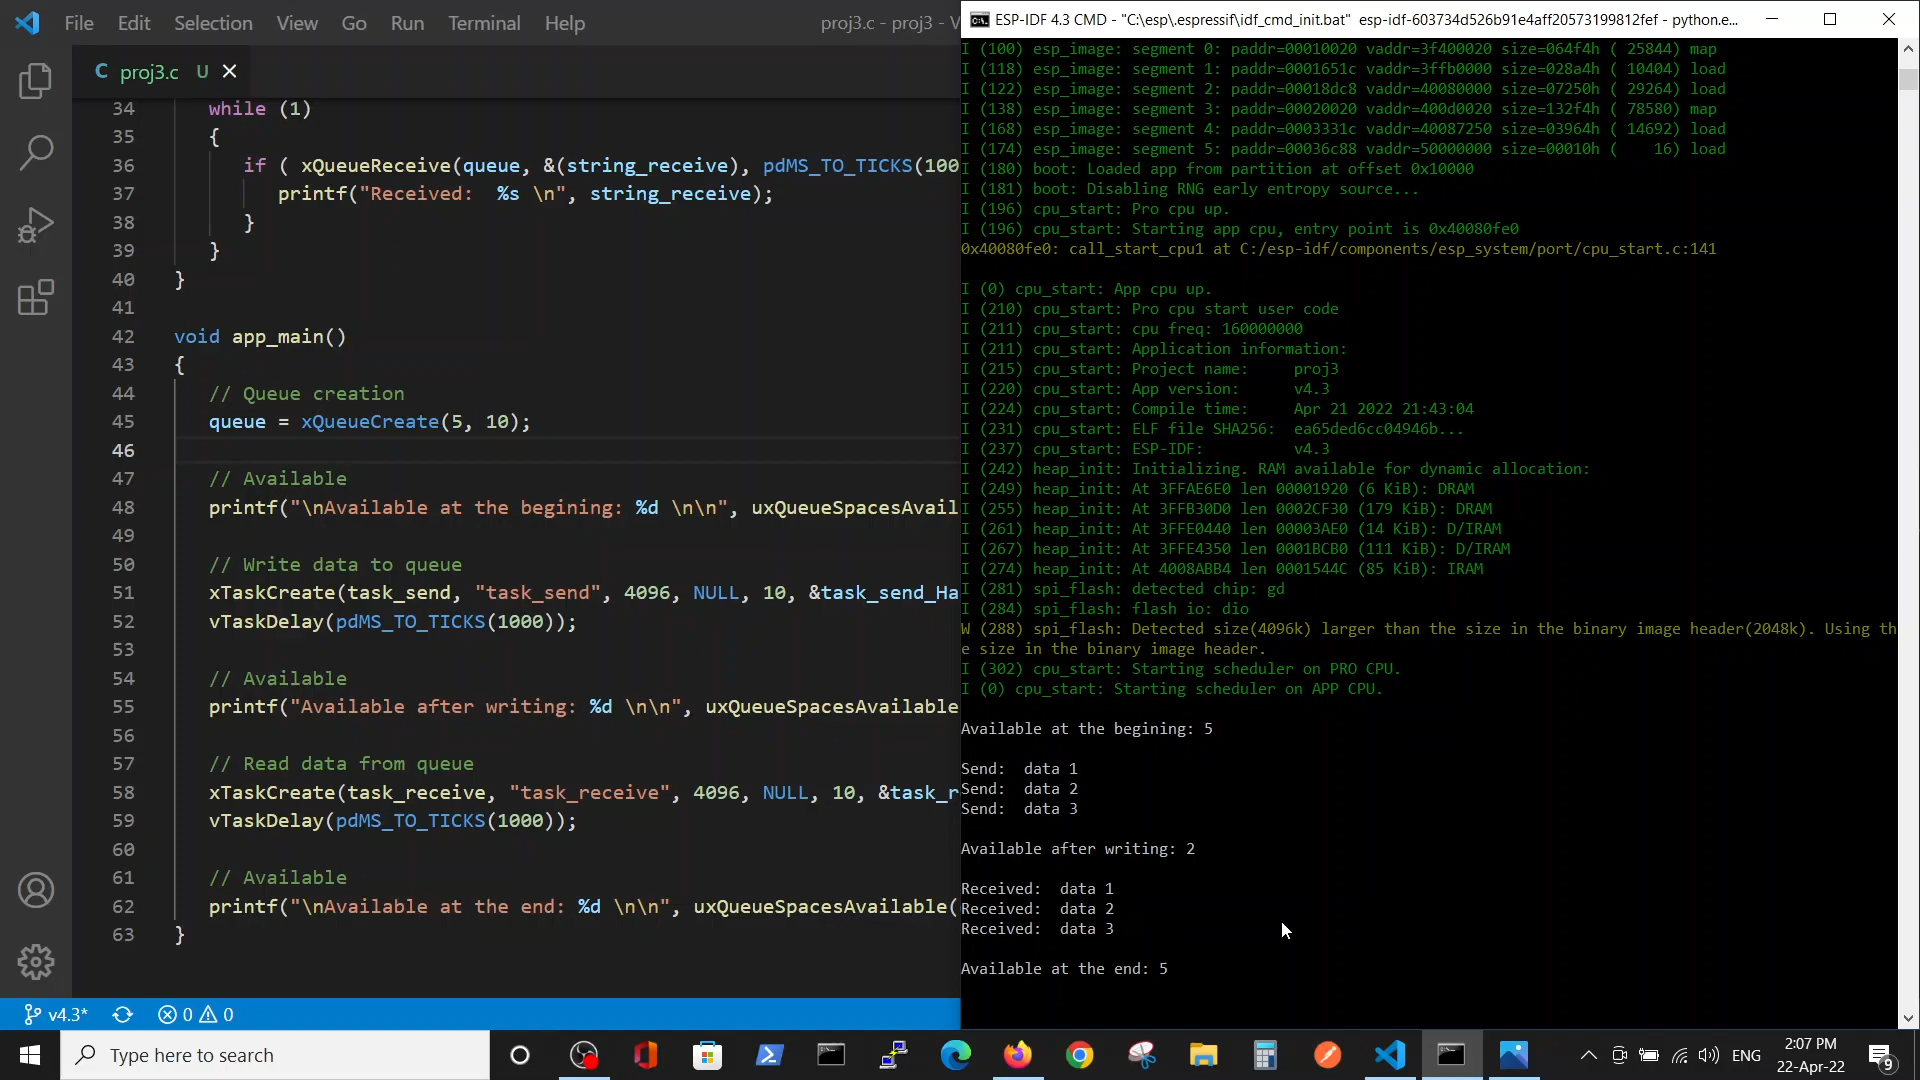 File Edit Selection View Go Run Terminal Help proj3.c - proj3 - V
C proj3.c U
34 while (1)
35 {
36 if ( xQueueReceive(queue, &(string_receive), pdMS_TO_TICKS(100
37 printf("Received:  %s \n", string_receive);
38 }
39 }
40 }
41
42 void app_main()
43 {
44 // Queue creation
45 queue = xQueueCreate(5, 10);
46
47 // Available
48 printf("\nAvailable at the begining: %d \n\n", uxQueueSpacesAvail
49
50 // Write data to queue
51 xTaskCreate(task_send, "task_send", 4096, NULL, 10, &task_send_Ha
52 vTaskDelay(pdMS_TO_TICKS(1000));
53
54 // Available
55 printf("Available after writing: %d \n\n", uxQueueSpacesAvailable
56
57 // Read data from queue
58 xTaskCreate(task_receive, "task_receive", 4096, NULL, 10, &task_r
59 vTaskDelay(pdMS_TO_TICKS(1000));
60
61 // Available
62 printf("\nAvailable at the end: %d \n\n", uxQueueSpacesAvailable(
63 }
v4.3* 0 0
ESP-IDF 4.3 CMD - "C:\esp\.espressif\idf_cmd_init.bat" esp-idf-603734d526b91e4aff20573199812fef - python.e...
I (100) esp_image: segment 0: paddr=00010020 vaddr=3f400020 size=064f4h ( 25844) map
I (118) esp_image: segment 1: paddr=0001651c vaddr=3ffb0000 size=028a4h ( 10404) load
I (122) esp_image: segment 2: paddr=00018dc8 vaddr=40080000 size=07250h ( 29264) load
I (138) esp_image: segment 3: paddr=00020020 vaddr=400d0020 size=132f4h ( 78580) map
I (168) esp_image: segment 4: paddr=0003331c vaddr=40087250 size=03964h ( 14692) load
I (174) esp_image: segment 5: paddr=00036c88 vaddr=50000000 size=00010h (    16) load
I (180) boot: Loaded app from partition at offset 0x10000
I (181) boot: Disabling RNG early entropy source...
I (196) cpu_start: Pro cpu up.
I (196) cpu_start: Starting app cpu, entry point is 0x40080fe0
0x40080fe0: call_start_cpu1 at C:/esp-idf/components/esp_system/port/cpu_start.c:141
I (0) cpu_start: App cpu up.
I (210) cpu_start: Pro cpu start user code
I (211) cpu_start: cpu freq: 160000000
I (211) cpu_start: Application information:
I (215) cpu_start: Project name:     proj3
I (220) cpu_start: App version:      v4.3
I (224) cpu_start: Compile time:     Apr 21 2022 21:43:04
I (231) cpu_start: ELF file SHA256:  ea65ded6cc04946b...
I (237) cpu_start: ESP-IDF:          v4.3
I (242) heap_init: Initializing. RAM available for dynamic allocation:
I (249) heap_init: At 3FFAE6E0 len 00001920 (6 KiB): DRAM
I (255) heap_init: At 3FFB30D0 len 0002CF30 (179 KiB): DRAM
I (261) heap_init: At 3FFE0440 len 00003AE0 (14 KiB): D/IRAM
I (267) heap_init: At 3FFE4350 len 0001BCB0 (111 KiB): D/IRAM
I (274) heap_init: At 4008ABB4 len 0001544C (85 KiB): IRAM
I (281) spi_flash: detected chip: gd
I (284) spi_flash: flash io: dio
W (288) spi_flash: Detected size(4096k) larger than the size in the binary image header(2048k). Using th
e size in the binary image header.
I (302) cpu_start: Starting scheduler on PRO CPU.
I (0) cpu_start: Starting scheduler on APP CPU.
Available at the begining: 5
Send:  data 1
Send:  data 2
Send:  data 3
Available after writing: 2
Received:  data 1
Received:  data 2
Received:  data 3
Available at the end: 5
Type here to search
ENG
2:07 PM
22-Apr-22
9